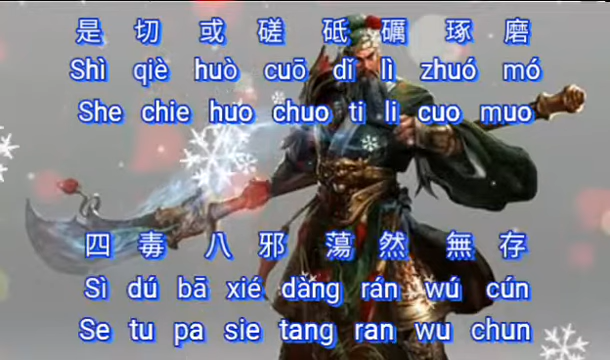 是 切 或 磋 砥 礪 琢 磨
Shì qiè huò cuō dǐ lì zhuó mó
She chie huo chuo ti li cuo muo
四 毒 八 邪 蕩 然 無 存
Sì dú bā xié dàng rán wú cún
Se tu pa sie tang ran wu chun